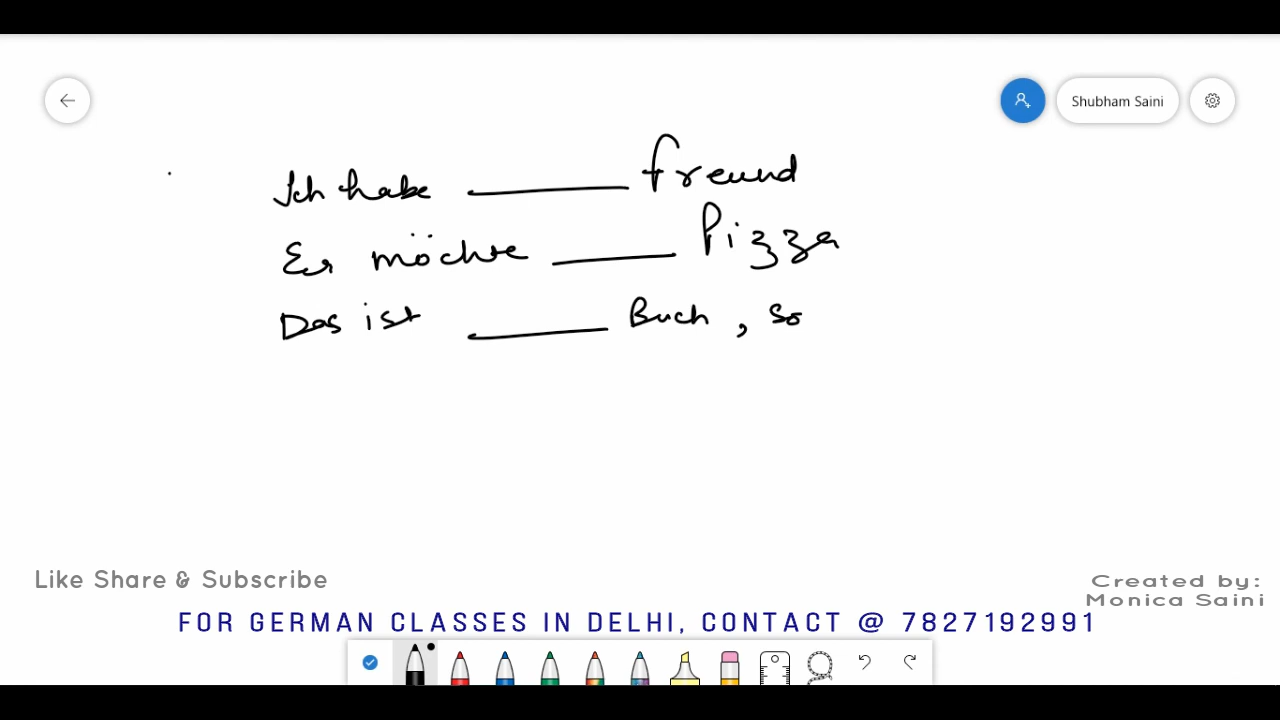 Shubham Saini
Ich habe ______ freund
Er möchte ______ Pizza
Das ist ______ Buch, so
Like Share & Subscribe
Created by:
Monica Saini
FOR GERMAN CLASSES IN DELHI, CONTACT @ 7827192991